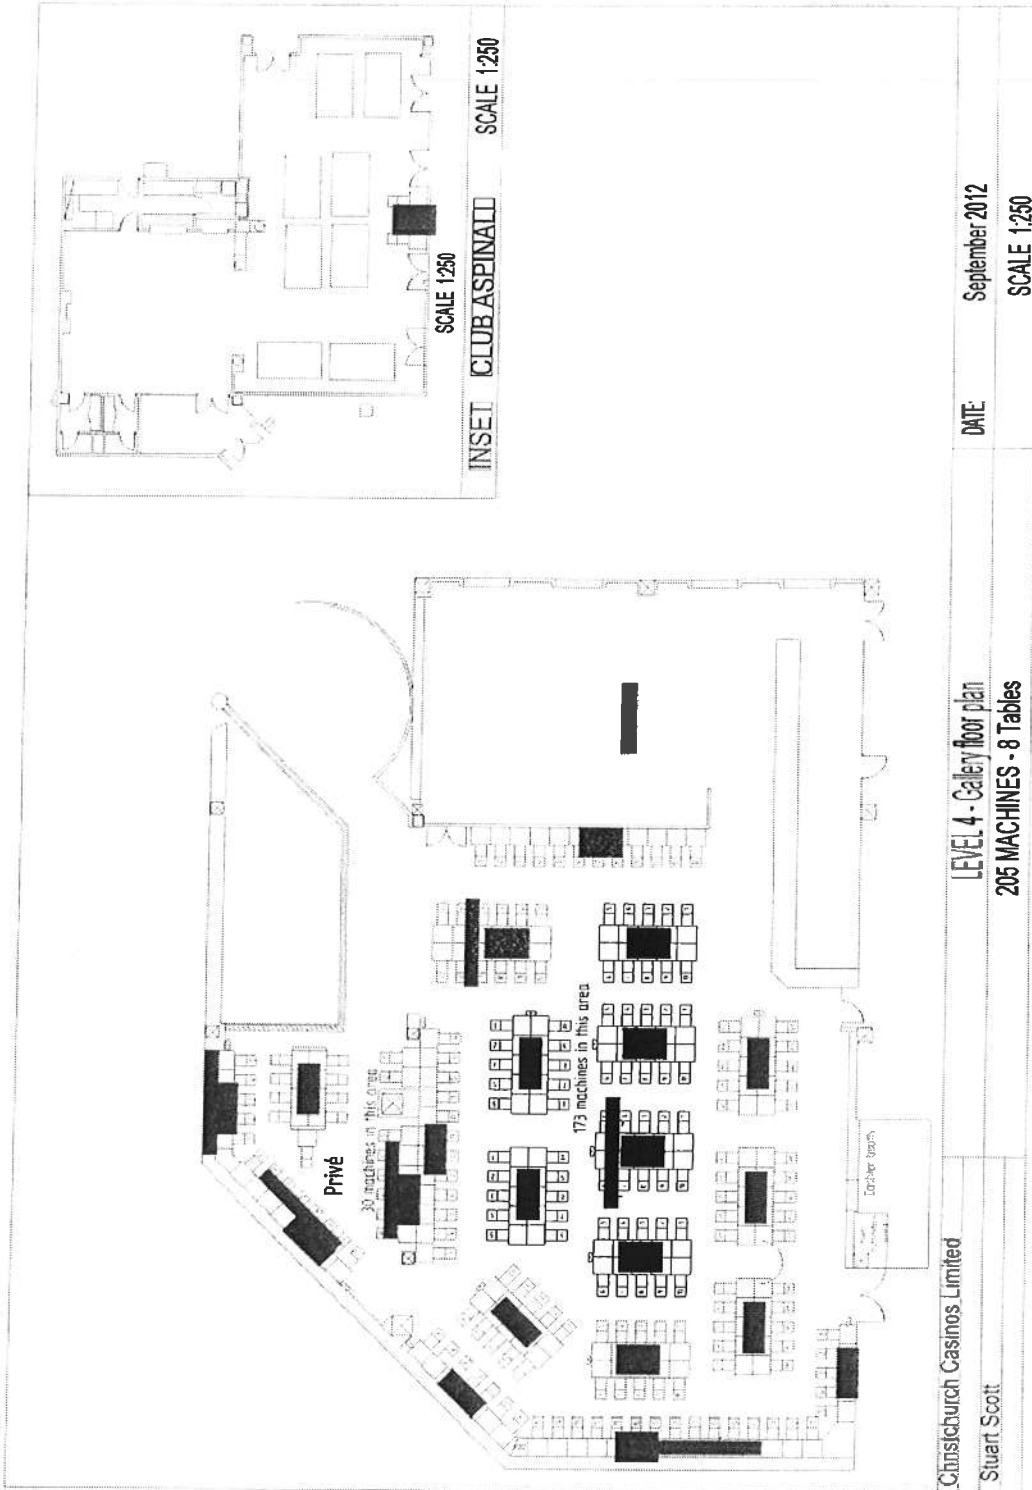 SCALE 1:250
INSET CLUB ASPINALL SCALE 1:250
Privé
30 machines in this area
173 machines in this area
Christchurch Casinos Limited
LEVEL 4 - Gallery floor plan
DATE: September 2012
Stuart Scott
205 MACHINES - 8 Tables
SCALE 1:250